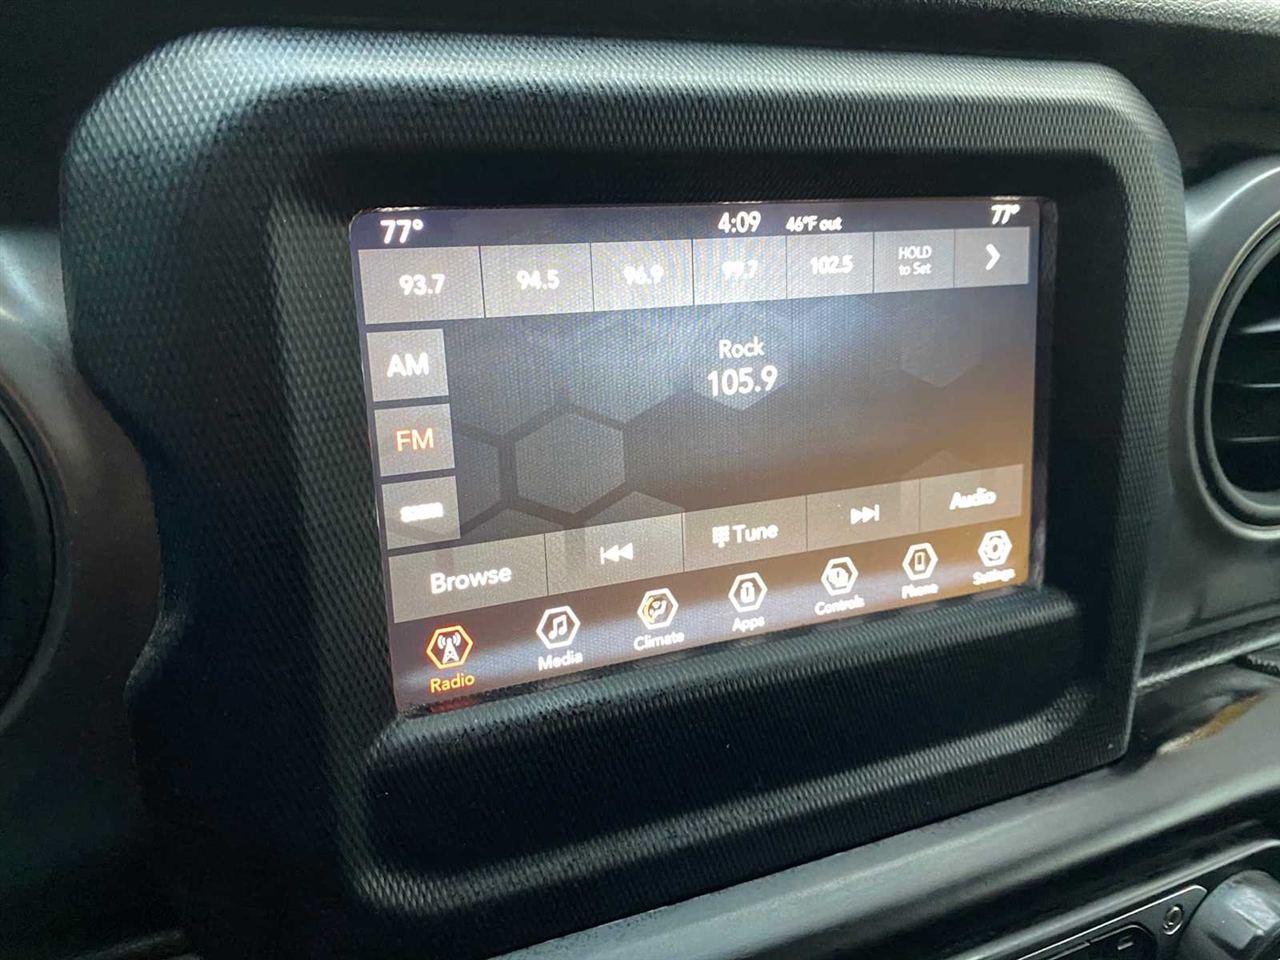 77° 4:09 46°F out 77°
93.7 94.5 96.9 99.7 102.5 HOLD
to Set
AM
Rock
105.9
FM
Browse Tune Audio
Radio Media Climate Apps Controls Phone Settings